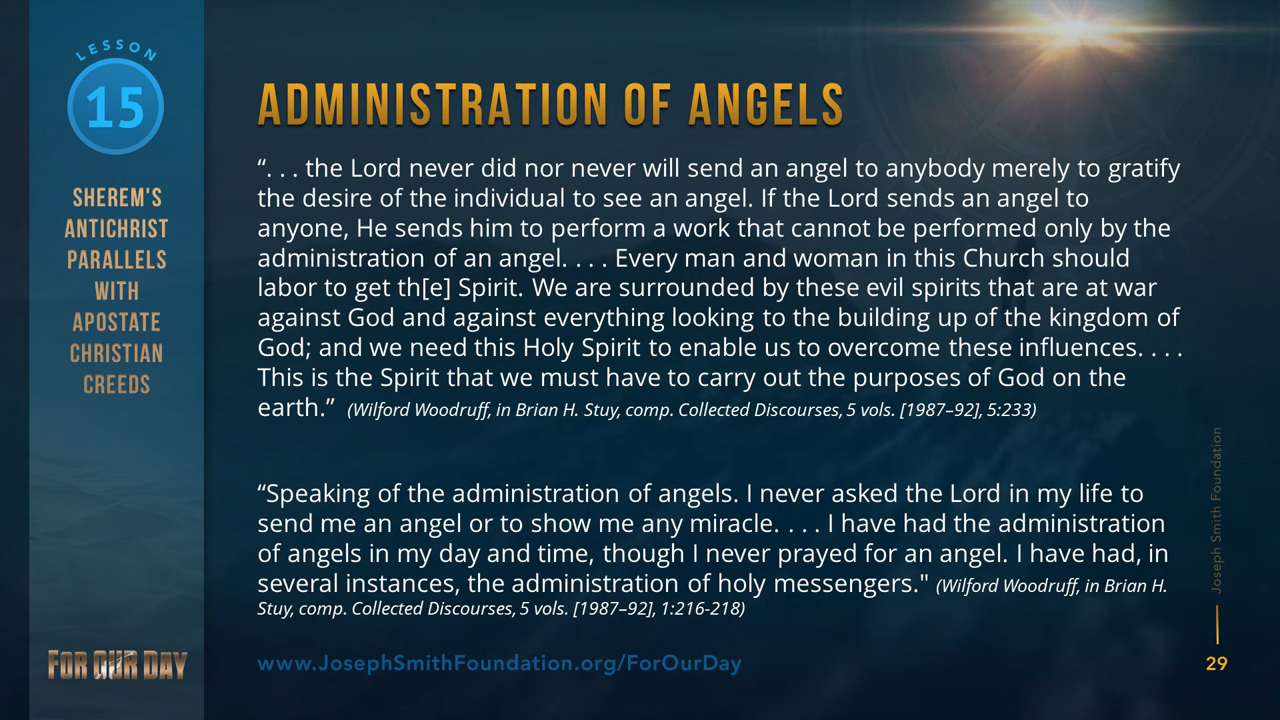 LESSON
15
SHEREM'S
ANTICHRIST
PARALLELS
WITH
APOSTATE
CHRISTIAN
CREEDS
FOR OUR DAY
ADMINISTRATION OF ANGELS
“. . . the Lord never did nor never will send an angel to anybody merely to gratify
the desire of the individual to see an angel. If the Lord sends an angel to
anyone, He sends him to perform a work that cannot be performed only by the
administration of an angel. . . . Every man and woman in this Church should
labor to get th[e] Spirit. We are surrounded by these evil spirits that are at war
against God and against everything looking to the building up of the kingdom of
God; and we need this Holy Spirit to enable us to overcome these influences. . . .
This is the Spirit that we must have to carry out the purposes of God on the
earth.” (Wilford Woodruff, in Brian H. Stuy, comp. Collected Discourses, 5 vols. [1987–92], 5:233)
“Speaking of the administration of angels. I never asked the Lord in my life to
send me an angel or to show me any miracle. . . . I have had the administration
of angels in my day and time, though I never prayed for an angel. I have had, in
several instances, the administration of holy messengers." (Wilford Woodruff, in Brian H.
Stuy, comp. Collected Discourses, 5 vols. [1987–92], 1:216-218)
www.JosephSmithFoundation.org/ForOurDay
Joseph Smith Foundation
29